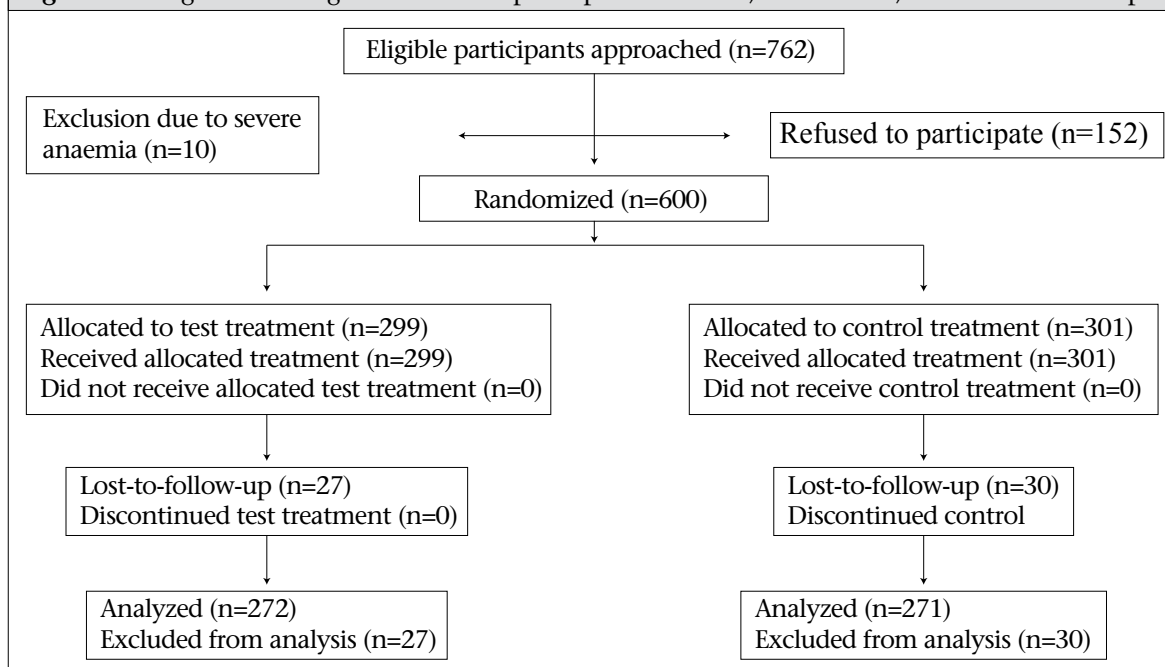 Eligible participants approached (n=762)
Exclusion due to severe
anaemia (n=10)
Refused to participate (n=152)
Randomized (n=600)
Allocated to test treatment (n=299)
Received allocated treatment (n=299)
Did not receive allocated test treatment (n=0)
Allocated to control treatment (n=301)
Received allocated treatment (n=301)
Did not receive control treatment (n=0)
Lost-to-follow-up (n=27)
Discontinued test treatment (n=0)
Lost-to-follow-up (n=30)
Discontinued control
Analyzed (n=272)
Excluded from analysis (n=27)
Analyzed (n=271)
Excluded from analysis (n=30)